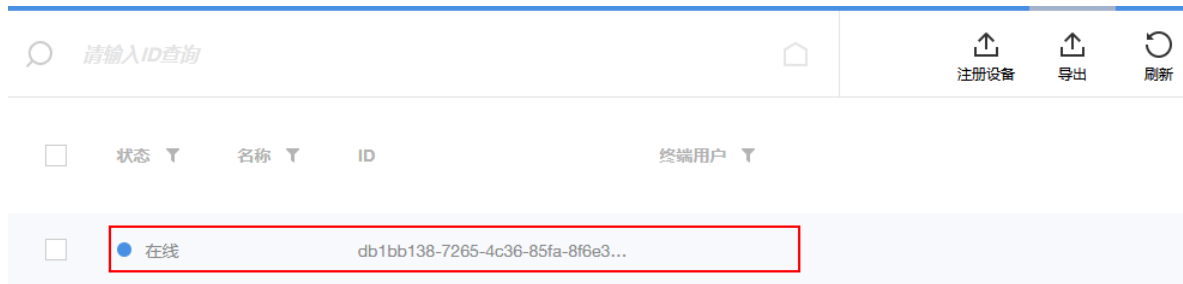 请输入ID查询
注册设备 导出 刷新
状态 名称 ID 终端用户
在线 db1bb138-7265-4c36-85fa-8f6e3...